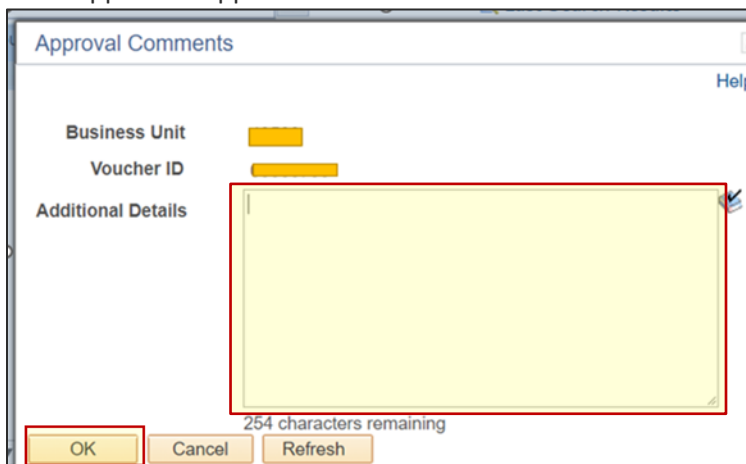 Approval Comments
Help
Business Unit
Voucher ID
Additional Details
254 characters remaining
OK Cancel Refresh